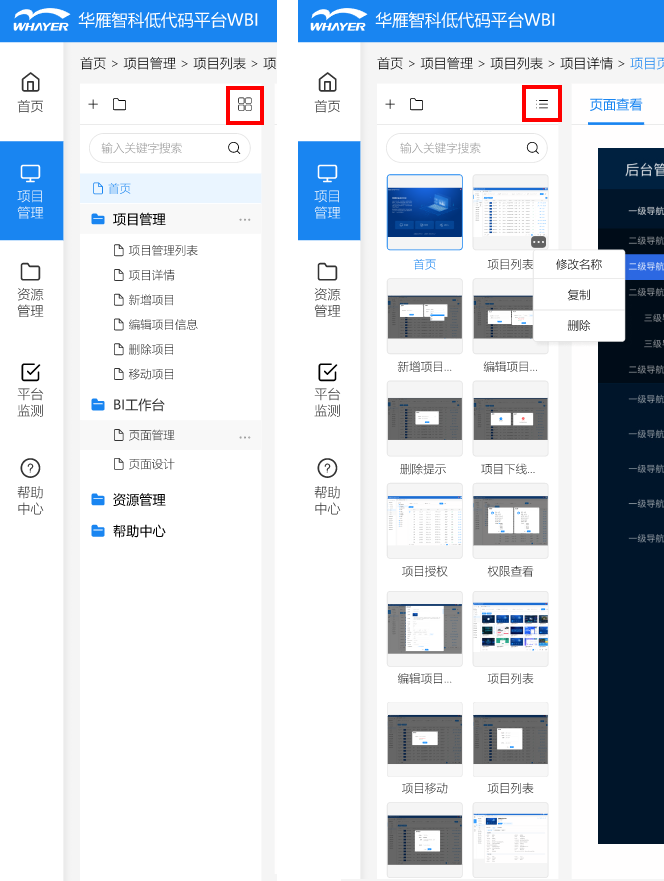 WHAYER 华雁智科低代码平台WBI
首页 > 项目管理 > 项目列表 > 项
首页
项目
管理
资源
管理
平台
监测
帮助
中心
输入关键字搜索
首页
项目管理
项目管理列表
项目详情
新增项目
编辑项目信息
删除项目
移动项目
BI工作台
页面管理
页面设计
资源管理
帮助中心
WHAYER 华雁智科低代码平台WBI
首页 > 项目管理 > 项目列表 > 项目详情 > 项目页
首页
项目
管理
资源
管理
平台
监测
帮助
中心
输入关键字搜索
首页 项目列表
修改名称
复制
删除
新增项目... 编辑项目...
删除提示 项目下线...
项目授权 权限查看
编辑项目... 项目列表
项目移动 项目列表
页面查看
后台管
一级导航
二级导航
二级导航
二级导航
三级导
三级导
二级导航
一级导航
一级导航
一级导航
一级导航
一级导航